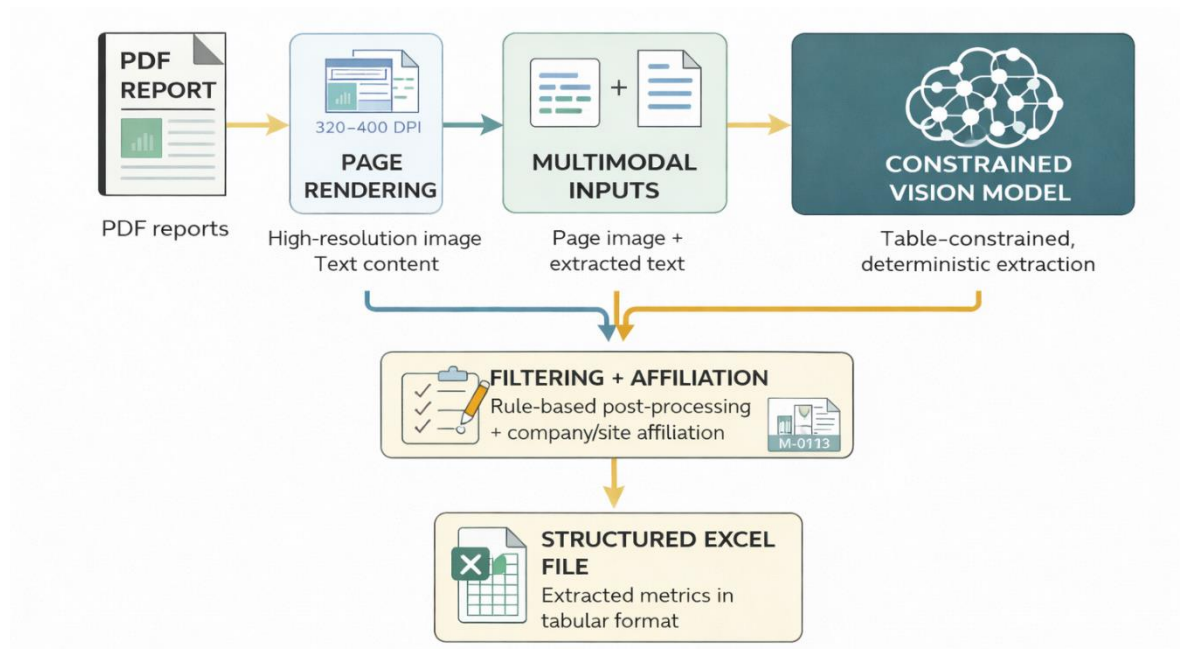 PDF
REPORT
PDF reports
320–400 DPI
PAGE
RENDERING
High-resolution image
Text content
+
MULTIMODAL
INPUTS
Page image +
extracted text
CONSTRAINED
VISION MODEL
Table-constrained,
deterministic extraction
FILTERING + AFFILIATION
Rule-based post-processing
+ company/site affiliation
M-0113
X
STRUCTURED EXCEL
FILE
Extracted metrics in
tabular format